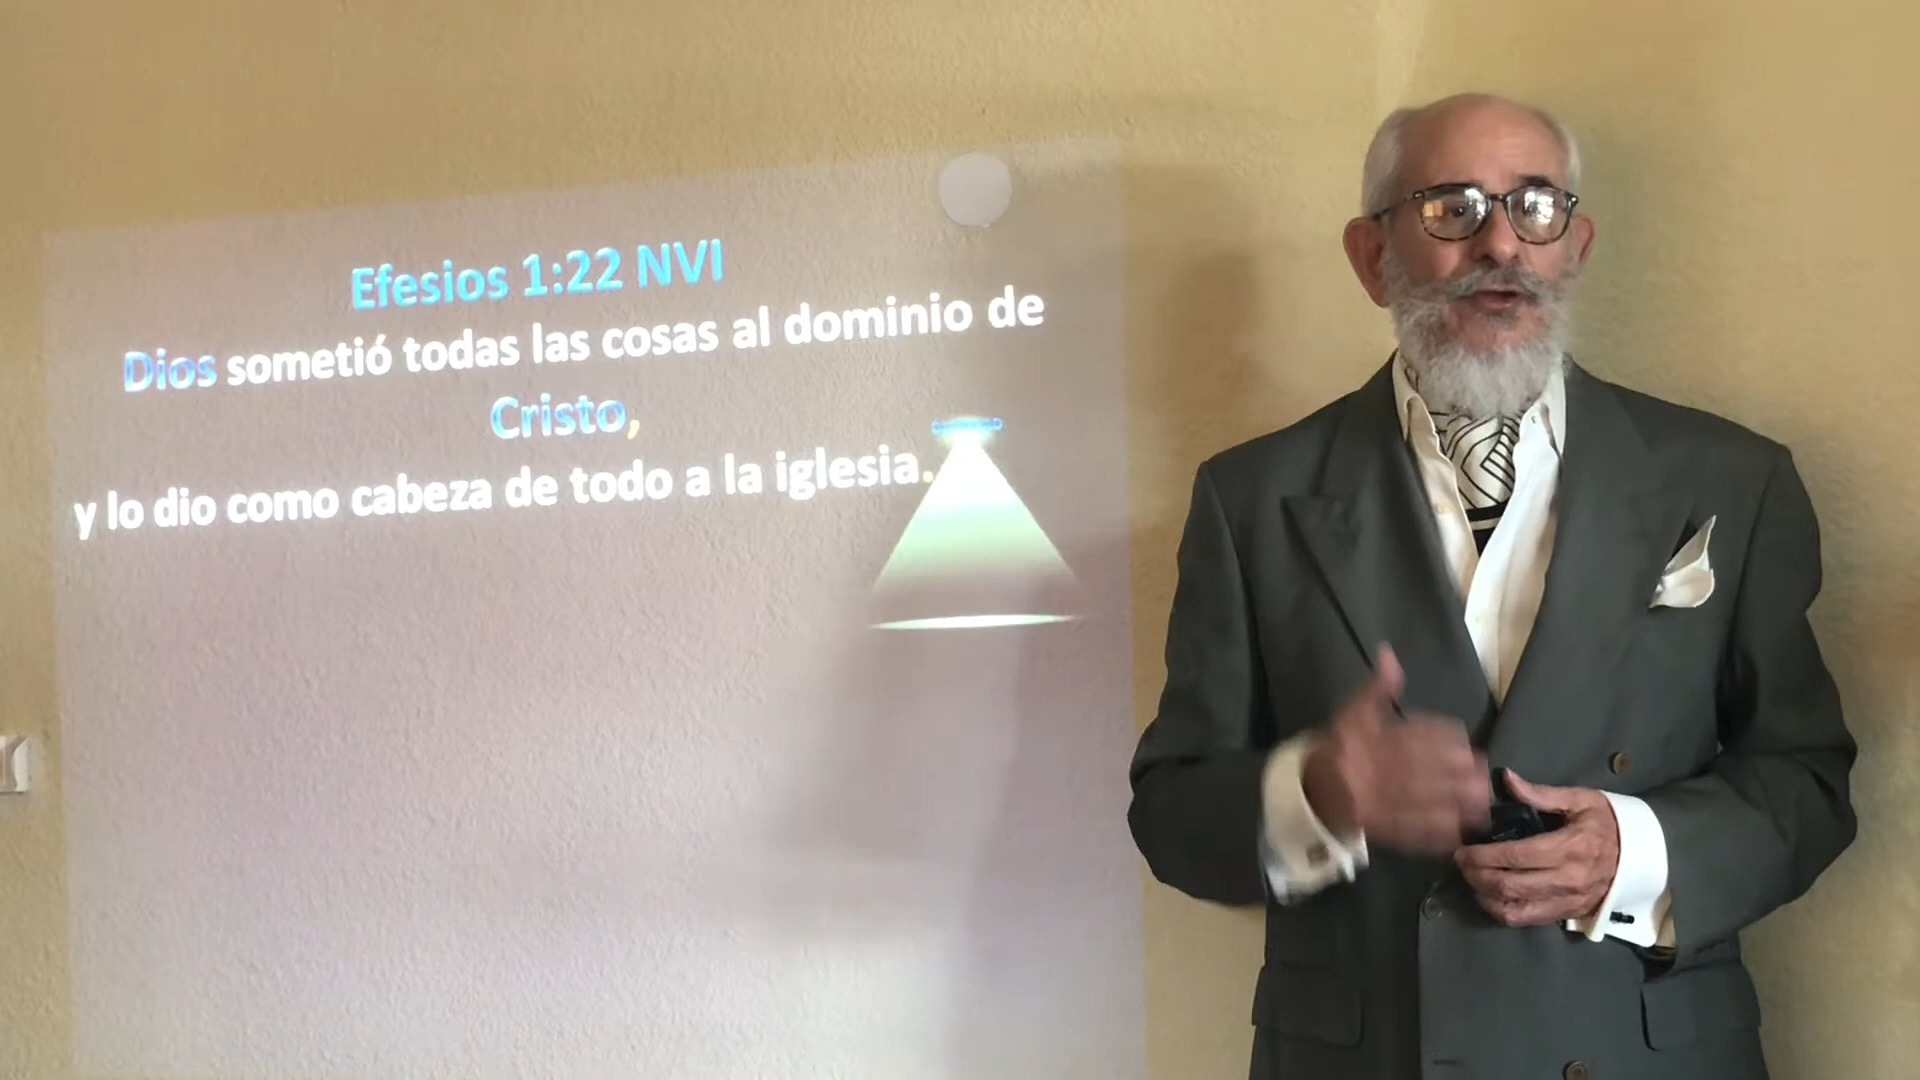 Efesios 1:22 NVI
Dios sometió todas las cosas al dominio de
Cristo,
y lo dio como cabeza de todo a la iglesia.